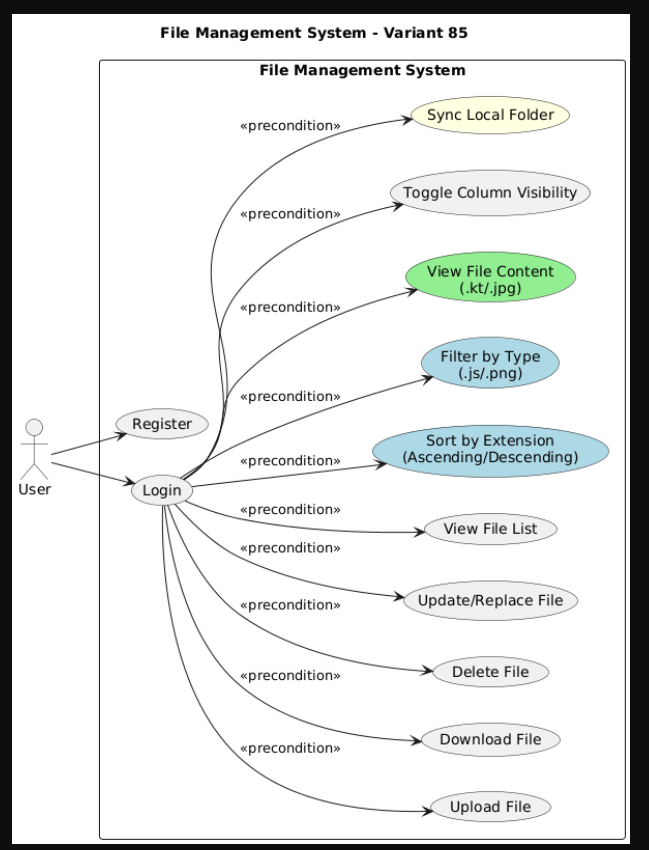 File Management System - Variant 85
File Management System
«precondition»
Sync Local Folder
«precondition»
Toggle Column Visibility
«precondition»
View File Content
(.kt/.jpg)
«precondition»
Filter by Type
(.js/.png)
Register
User
Login
«precondition»
Sort by Extension
(Ascending/Descending)
«precondition»
View File List
«precondition»
Update/Replace File
«precondition»
Delete File
«precondition»
Download File
«precondition»
Upload File